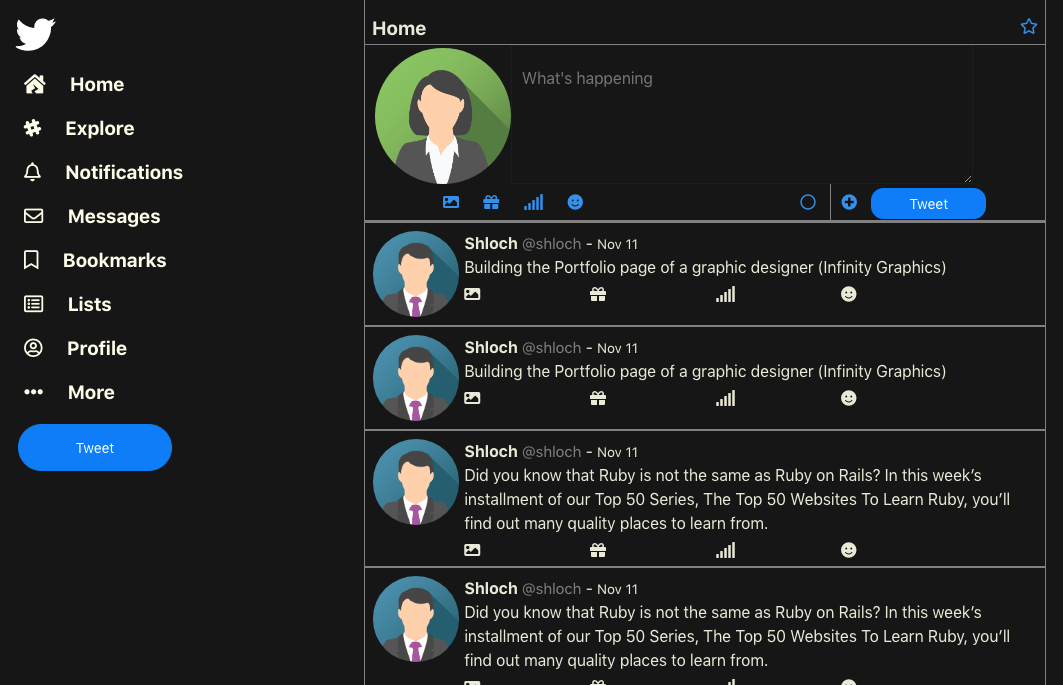 Home
Explore
Notifications
Messages
Bookmarks
Lists
Profile
More
Tweet
Home
What's happening
Tweet
Shloch @shloch - Nov 11
Building the Portfolio page of a graphic designer (Infinity Graphics)
Shloch @shloch - Nov 11
Building the Portfolio page of a graphic designer (Infinity Graphics)
Shloch @shloch - Nov 11
Did you know that Ruby is not the same as Ruby on Rails? In this week’s
installment of our Top 50 Series, The Top 50 Websites To Learn Ruby, you’ll
find out many quality places to learn from.
Shloch @shloch - Nov 11
Did you know that Ruby is not the same as Ruby on Rails? In this week’s
installment of our Top 50 Series, The Top 50 Websites To Learn Ruby, you’ll
find out many quality places to learn from.